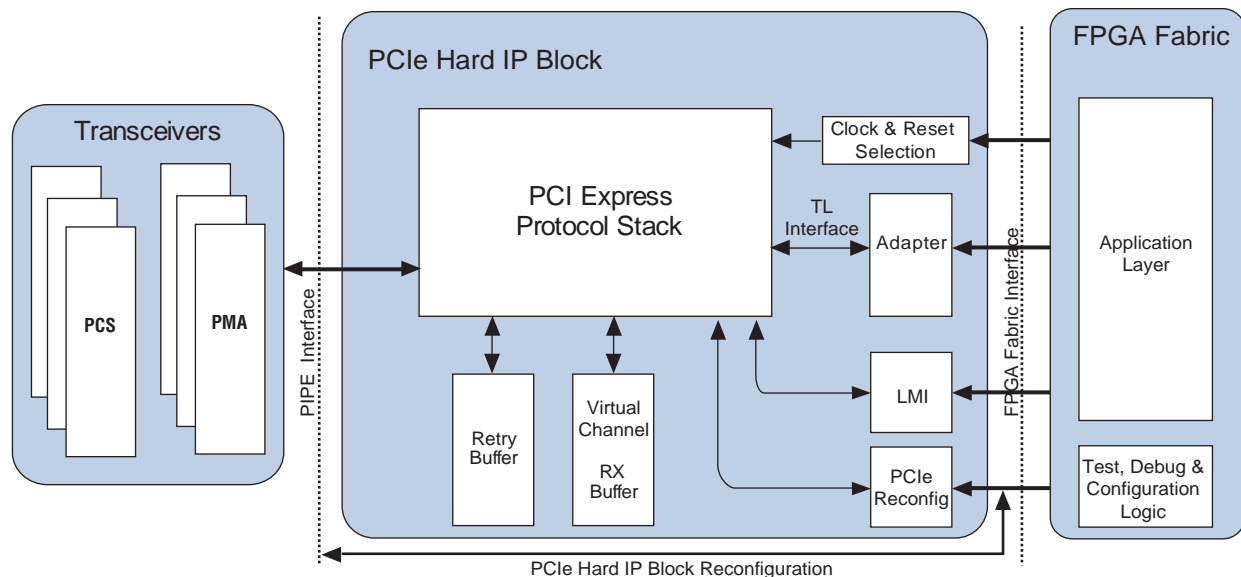 Transceivers
PCS
PMA
PIPE Interface
PCIe Hard IP Block
PCI Express
Protocol Stack
Clock & Reset
Selection
TL
Interface
Adapter
Retry
Buffer
Virtual
Channel
RX
Buffer
LMI
PCIe
Reconfig
FPGA Fabric Interface
FPGA Fabric
Application
Layer
Test, Debug &
Configuration
Logic
PCIe Hard IP Block Reconfiguration